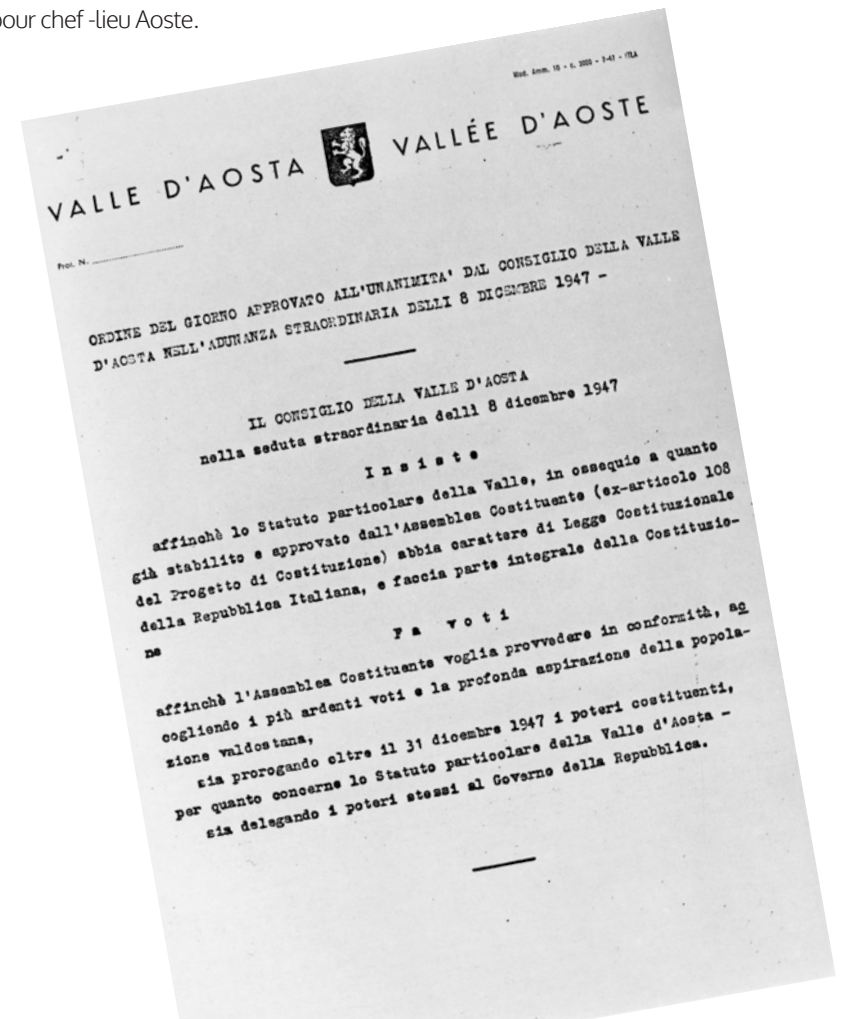 pour chef -lieu Aoste.
Mod. Amm. 10 - c. 3000 - 7-47 - ITLA
VALLE D'AOSTA VALLÉE D'AOSTE
Prot. N.
ORDINE DEL GIORNO APPROVATO ALL'UNANIMITA' DAL CONSIGLIO DELLA VALLE
D'AOSTA NELL'ADUNANZA STRAORDINARIA DELLI 8 DICEMBRE 1947 -
IL CONSIGLIO DELLA VALLE D'AOSTA
nella seduta straordinaria delli 8 dicembre 1947
I n s i s t e
affinchè lo Statuto particolare della Valle, in ossequio a quanto
già stabilito e approvato dall'Assemblea Costituente (ex-articolo 108
del Progetto di Costituzione) abbia carattere di Legge Costituzionale
della Repubblica Italiana, e faccia parte integrale della Costituzio-
ne
F a v o t i
affinchè l'Assemblea Costituente voglia provvedere in conformità, ac
cogliendo i più ardenti voti e la profonda aspirazione della popola-
zione valdostana,
sia prorogando oltre il 31 dicembre 1947 i poteri costituenti,
per quanto concerne lo Statuto particolare della Valle d'Aosta -
sia delegando i poteri stessi al Governo della Repubblica.